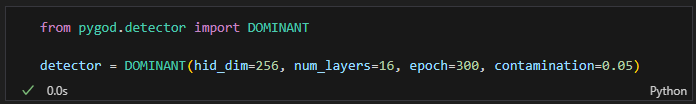 from pygod.detector import DOMINANT
detector = DOMINANT(hid_dim=256, num_layers=16, epoch=300, contamination=0.05)
0.0s
Python